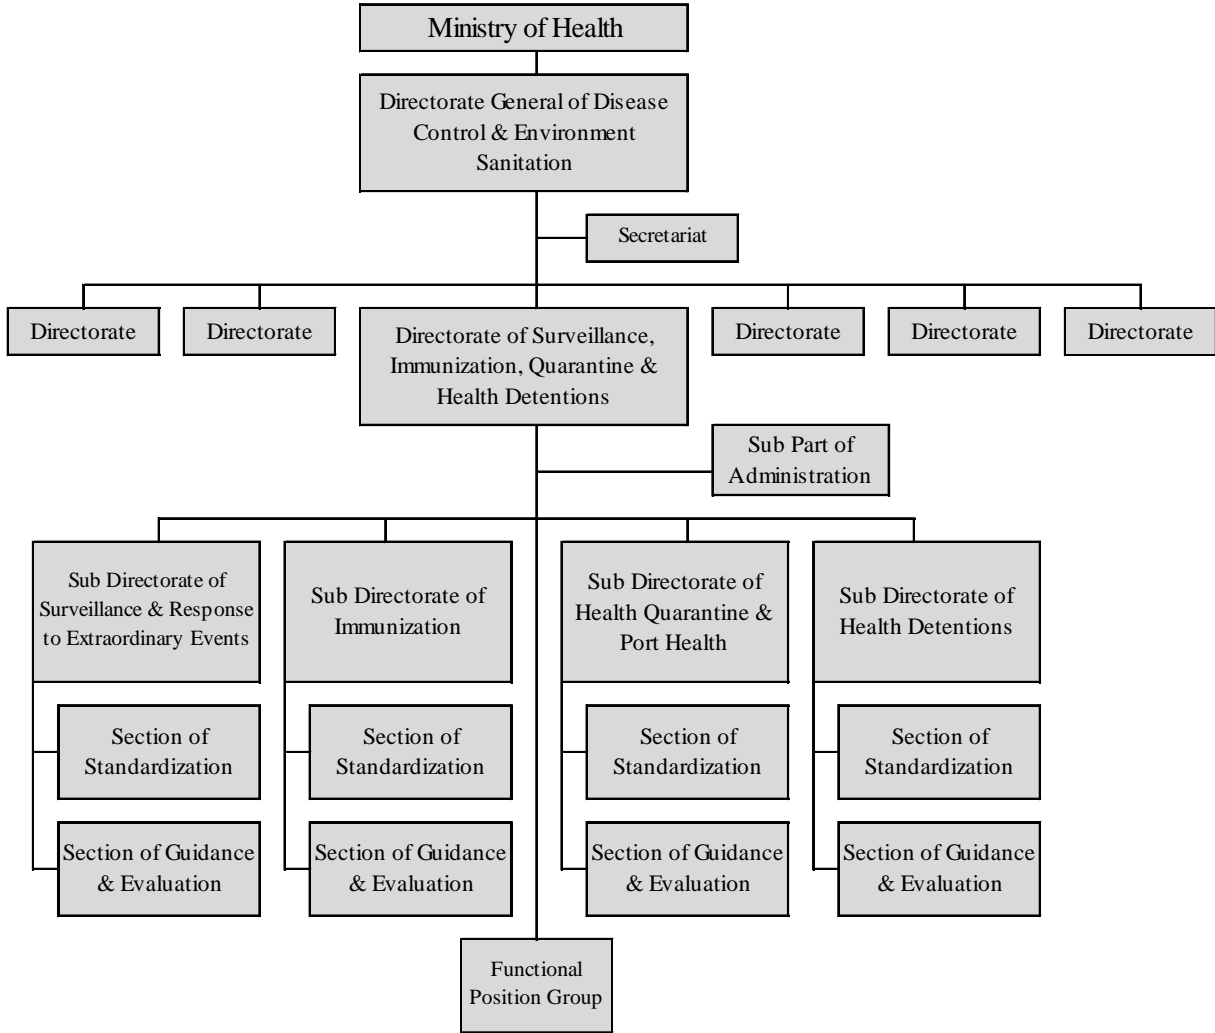 Ministry of Health
Directorate General of Disease
Control & Environment
Sanitation
Secretariat
Directorate
Directorate
Directorate of Surveillance,
Immunization, Quarantine &
Health Detentions
Directorate
Directorate
Directorate
Sub Part of
Administration
Sub Directorate of
Surveillance & Response
to Extraordinary Events
Sub Directorate of
Immunization
Sub Directorate of
Health Quarantine &
Port Health
Sub Directorate of
Health Detentions
Section of
Standardization
Section of
Standardization
Section of
Standardization
Section of
Standardization
Section of Guidance
& Evaluation
Section of Guidance
& Evaluation
Section of Guidance
& Evaluation
Section of Guidance
& Evaluation
Functional
Position Group